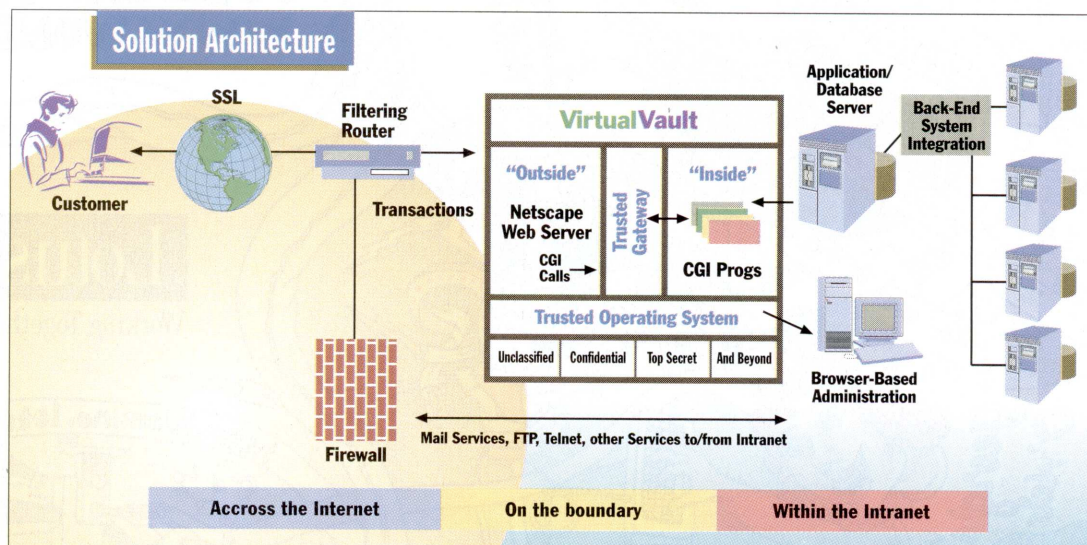 Solution Architecture
SSL
Filtering
Router
Customer
Transactions
VirtualVault
"Outside"
Netscape
Web Server
CGI
Calls
Trusted
Gateway
"Inside"
CGI Progs
Trusted Operating System
Unclassified
Confidential
Top Secret
And Beyond
Application/
Database
Server
Back-End
System
Integration
Browser-Based
Administration
Firewall
Mail Services, FTP, Telnet, other Services to/from Intranet
Accross the Internet
On the boundary
Within the Intranet